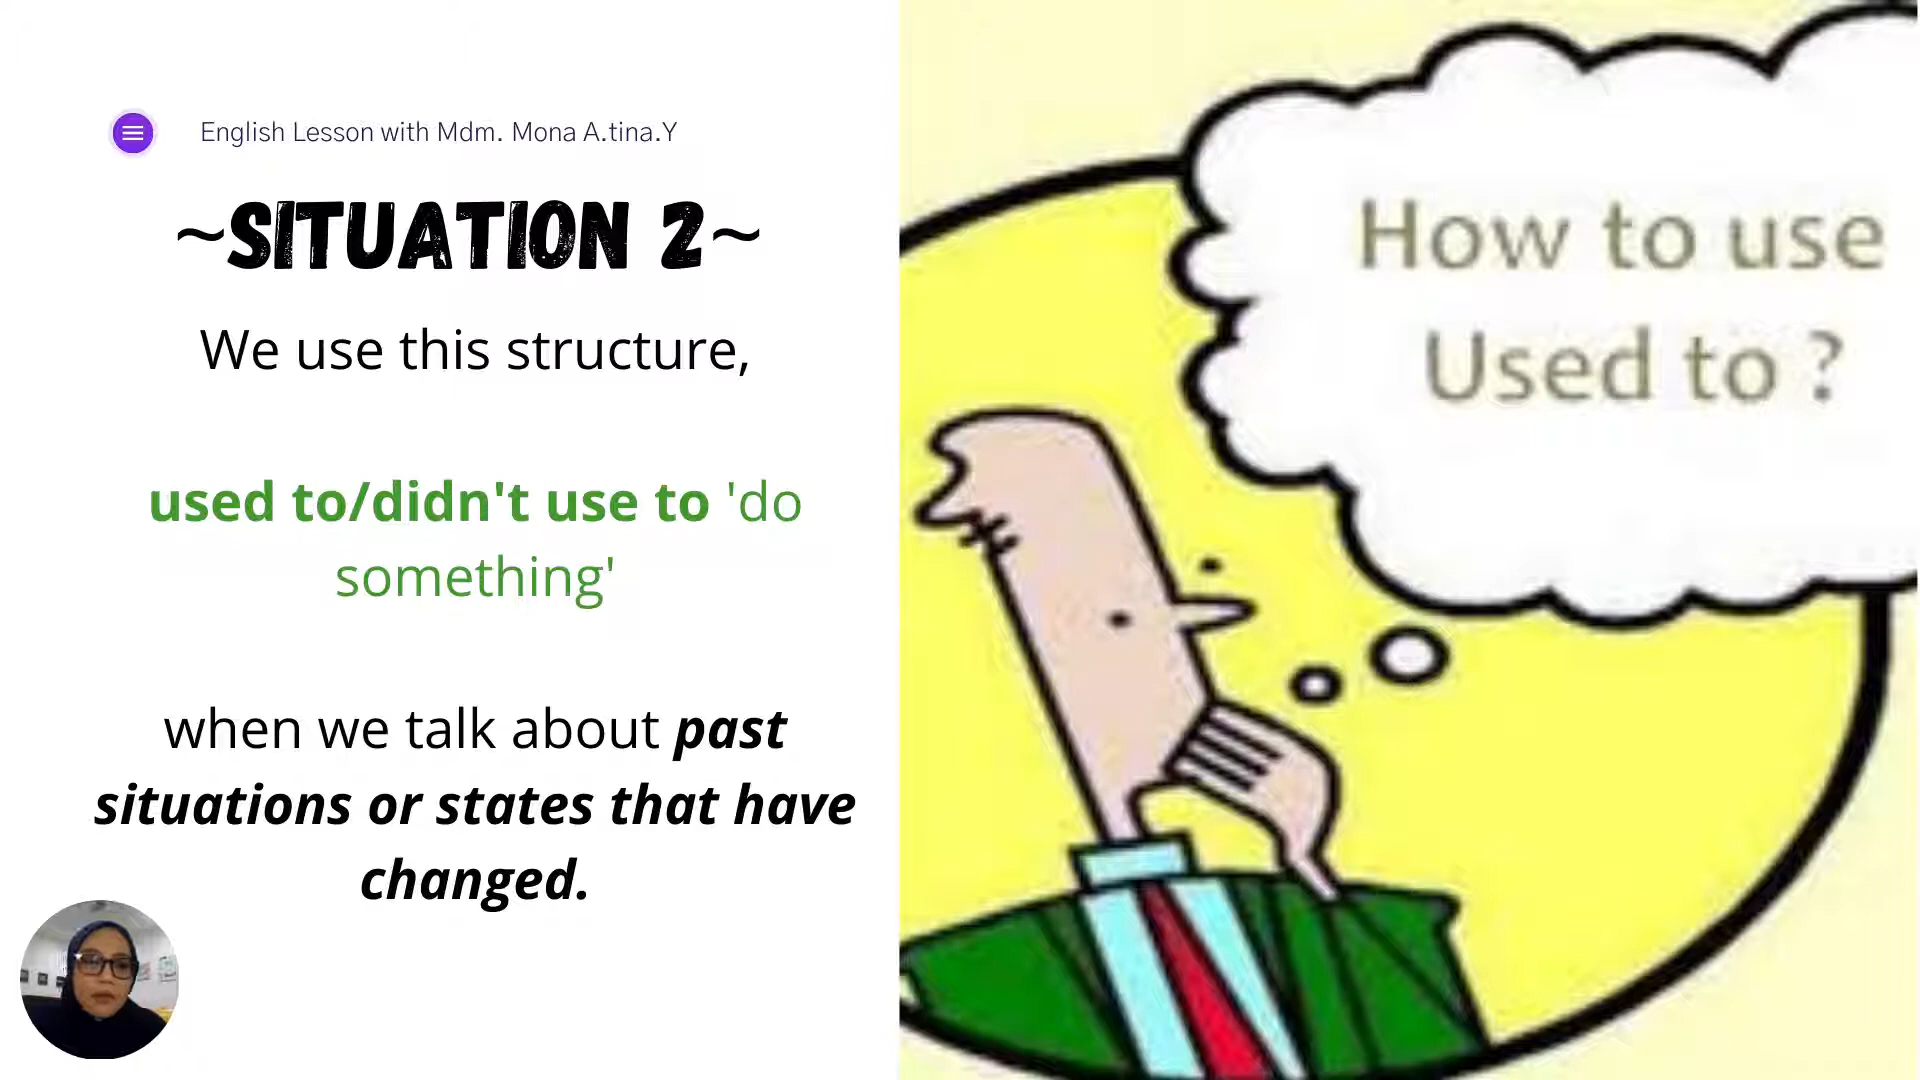 English Lesson with Mdm. Mona A.tina.Y
~SITUATION 2~
We use this structure,
used to/didn't use to 'do
something'
when we talk about past
situations or states that have
changed.
How to use
Used to ?